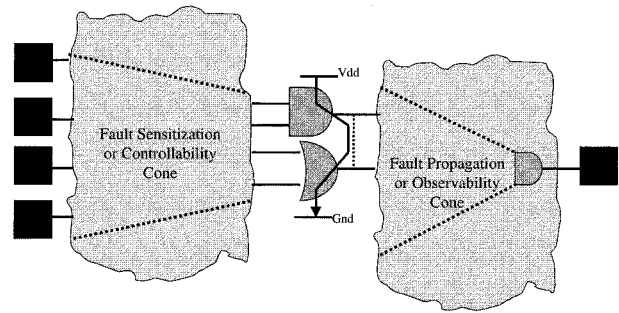 Vdd
Fault Sensitization
or Controllability
Cone
Fault Propagation
or Observability
Cone
Gnd